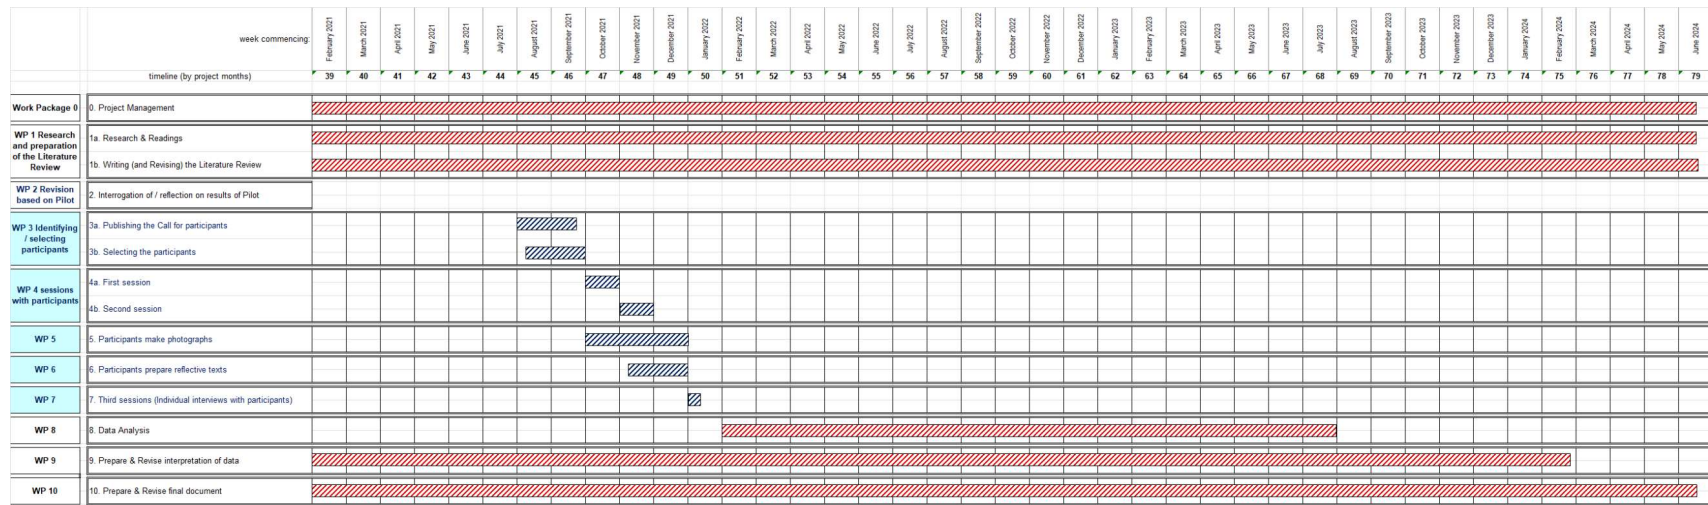 week commencing:
February 2021
March 2021
April 2021
May 2021
June 2021
July 2021
August 2021
September 2021
October 2021
November 2021
December 2021
January 2022
February 2022
March 2022
April 2022
May 2022
June 2022
July 2022
August 2022
September 2022
October 2022
November 2022
December 2022
January 2023
February 2023
March 2023
April 2023
May 2023
June 2023
July 2023
August 2023
September 2023
October 2023
November 2023
December 2023
January 2024
February 2024
March 2024
April 2024
May 2024
June 2024
timeline (by project months) 39 40 41 42 43 44 45 46 47 48 49 50 51 52 53 54 55 56 57 58 59 60 61 62 63 64 65 66 67 68 69 70 71 72 73 74 75 76 77 78 79
Work Package 0
0. Project Management
WP 1 Research
and preparation
of the Literature
Review
1a. Research & Readings
1b. Writing (and Revising) the Literature Review
WP 2 Revision
based on Pilot
2. Interrogation of / reflection on results of Pilot
WP 3 Identifying
/ selecting
participants
3a. Publishing the Call for participants
3b. Selecting the participants
WP 4 sessions
with participants
4a. First session
4b. Second session
WP 5
5. Participants make photographs
WP 6
6. Participants prepare reflective texts
WP 7
7. Third sessions (Individual interviews with participants)
WP 8
8. Data Analysis
WP 9
9. Prepare & Revise interpretation of data
WP 10
10. Prepare & Revise final document